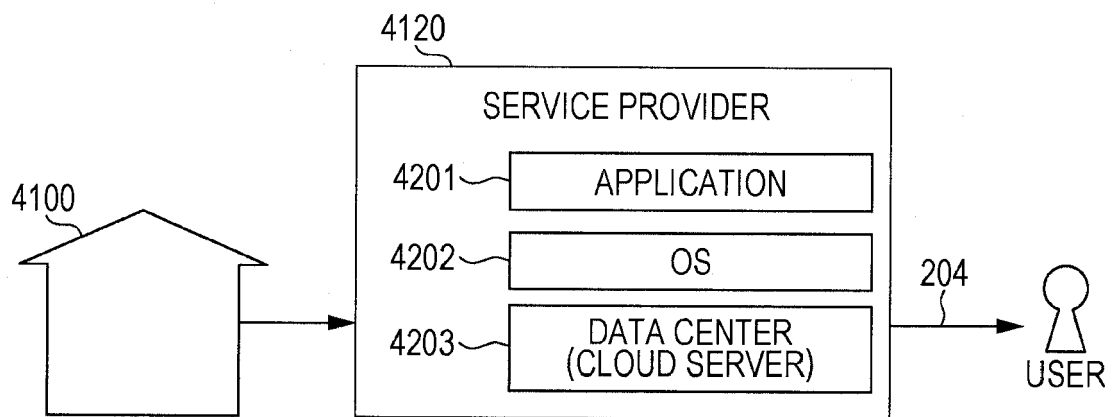 4120
SERVICE PROVIDER
4201
APPLICATION
4100
4202
OS
204
4203
DATA CENTER
(CLOUD SERVER)
USER